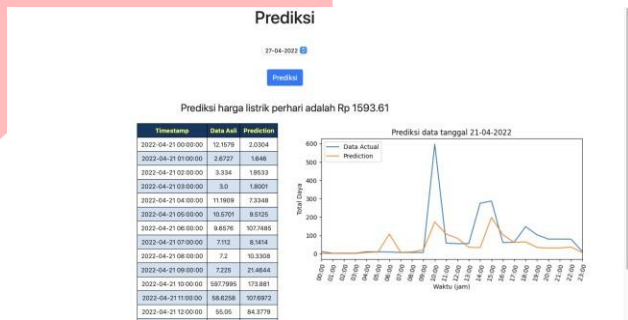 Prediksi
27-04-2022
Prediksi
Prediksi harga listrik perhari adalah Rp 1593.61
Timestamp Data Asli Prediction
2022-04-21 00:00:00 12.1579 2.0304
2022-04-21 01:00:00 2.6727 1.646
2022-04-21 02:00:00 3.334 1.9533
2022-04-21 03:00:00 3.0 1.8001
2022-04-21 04:00:00 11.1909 7.3348
2022-04-21 05:00:00 10.5701 9.5125
2022-04-21 06:00:00 9.6576 107.7485
2022-04-21 07:00:00 7.112 8.1414
2022-04-21 08:00:00 7.2 10.3308
2022-04-21 09:00:00 7.225 21.4644
2022-04-21 10:00:00 597.7995 173.881
2022-04-21 11:00:00 58.6258 107.6972
2022-04-21 12:00:00 55.05 84.3779
Prediksi data tanggal 21-04-2022
Data Actual
Prediction
Total Daya
600
500
400
300
200
100
0
00:00 01:00 02:00 03:00 04:00 05:00 06:00 07:00 08:00 09:00 10:00 11:00 12:00 13:00 14:00 15:00 16:00 17:00 18:00 19:00 20:00 21:00 22:00 23:00
Waktu (jam)